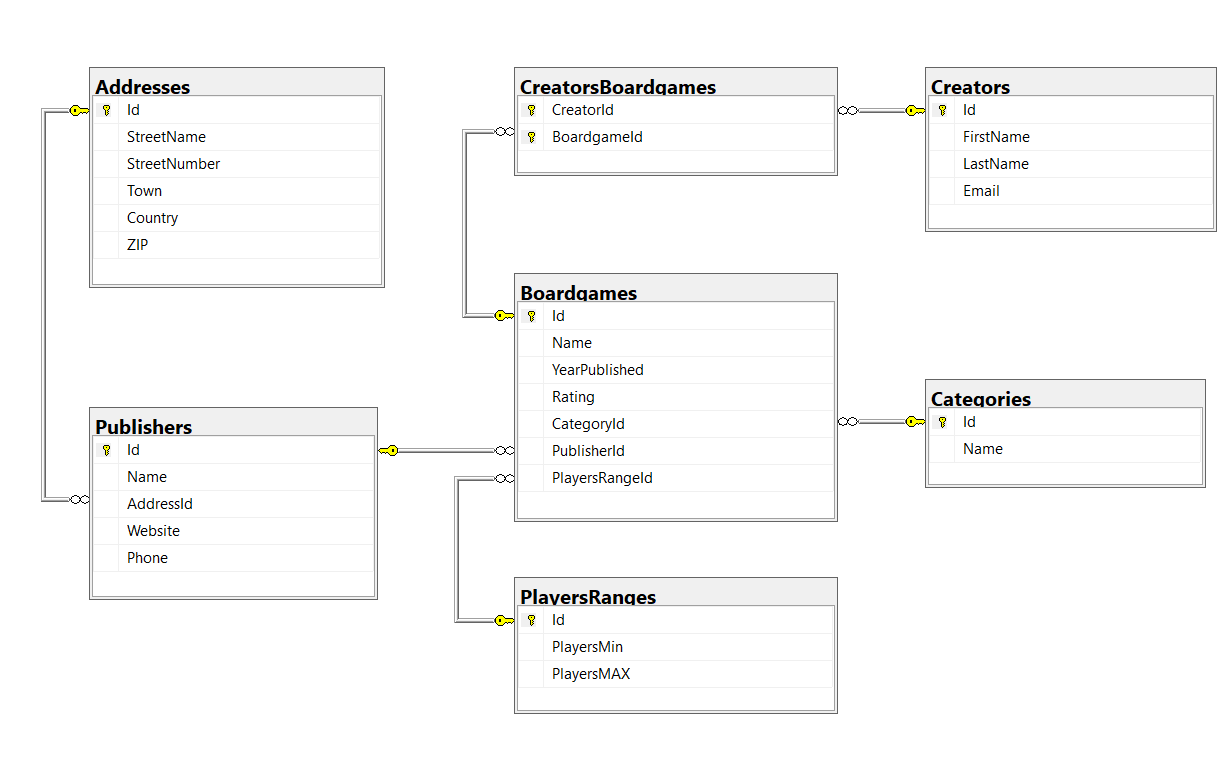 Addresses
Id
StreetName
StreetNumber
Town
Country
ZIP
CreatorsBoardgames
CreatorId
BoardgameId
Creators
Id
FirstName
LastName
Email
Boardgames
Id
Name
YearPublished
Rating
CategoryId
PublisherId
PlayersRangeId
Categories
Id
Name
Publishers
Id
Name
AddressId
Website
Phone
PlayersRanges
Id
PlayersMin
PlayersMAX